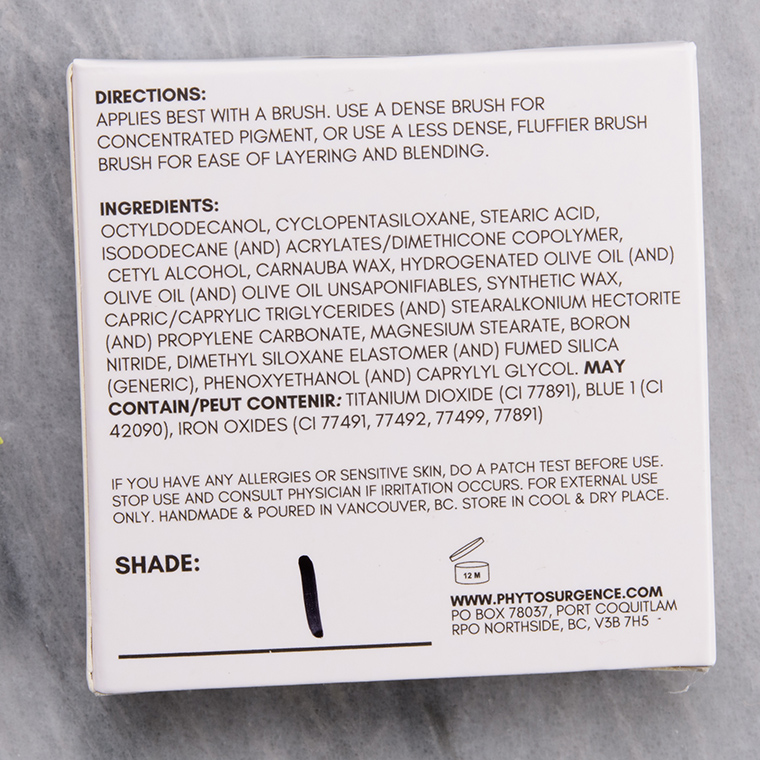 DIRECTIONS:
APPLIES BEST WITH A BRUSH. USE A DENSE BRUSH FOR
CONCENTRATED PIGMENT, OR USE A LESS DENSE, FLUFFIER BRUSH
BRUSH FOR EASE OF LAYERING AND BLENDING.
INGREDIENTS:
OCTYLDODECANOL, CYCLOPENTASILOXANE, STEARIC ACID,
ISODODECANE (AND) ACRYLATES/DIMETHICONE COPOLYMER,
CETYL ALCOHOL, CARNAUBA WAX, HYDROGENATED OLIVE OIL (AND)
OLIVE OIL (AND) OLIVE OIL UNSAPONIFIABLES, SYNTHETIC WAX,
CAPRIC/CAPRYLIC TRIGLYCERIDES (AND) STEARALKONIUM HECTORITE
(AND) PROPYLENE CARBONATE, MAGNESIUM STEARATE, BORON
NITRIDE, DIMETHYL SILOXANE ELASTOMER (AND) FUMED SILICA
(GENERIC), PHENOXYETHANOL (AND) CAPRYLYL GLYCOL. MAY
CONTAIN/PEUT CONTENIR: TITANIUM DIOXIDE (CI 77891), BLUE 1 (CI
42090), IRON OXIDES (CI 77491, 77492, 77499, 77891)
IF YOU HAVE ANY ALLERGIES OR SENSITIVE SKIN, DO A PATCH TEST BEFORE USE.
STOP USE AND CONSULT PHYSICIAN IF IRRITATION OCCURS. FOR EXTERNAL USE
ONLY. HANDMADE & POURED IN VANCOUVER, BC. STORE IN COOL & DRY PLACE.
SHADE: 1
12 M
WWW.PHYTOSURGENCE.COM
PO BOX 78037, PORT COQUITLAM
RPO NORTHSIDE, BC, V3B 7H5 -